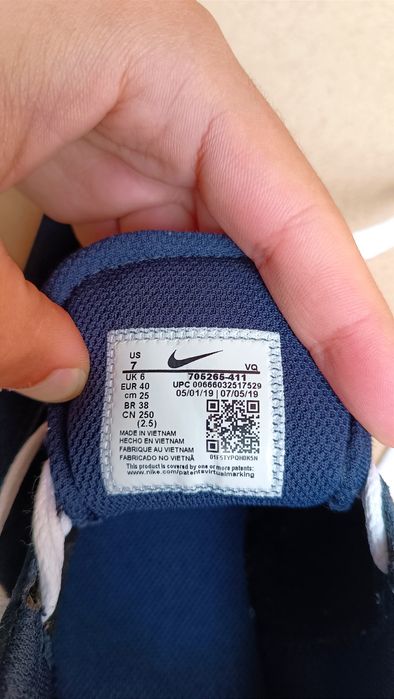 US
7 VQ
UK 6 705265-411
EUR 40 UPC 00666032517529
cm 25 05/01/19 | 07/05/19
BR 38
CN 250
(2.5)
MADE IN VIETNAM
HECHO EN VIETNAM
FABRIQUE AU VIETNAM
FABRICADO NO VIETNÃ
This product is covered by one or more patents:
www.nike.com/patentsvirtualmarking